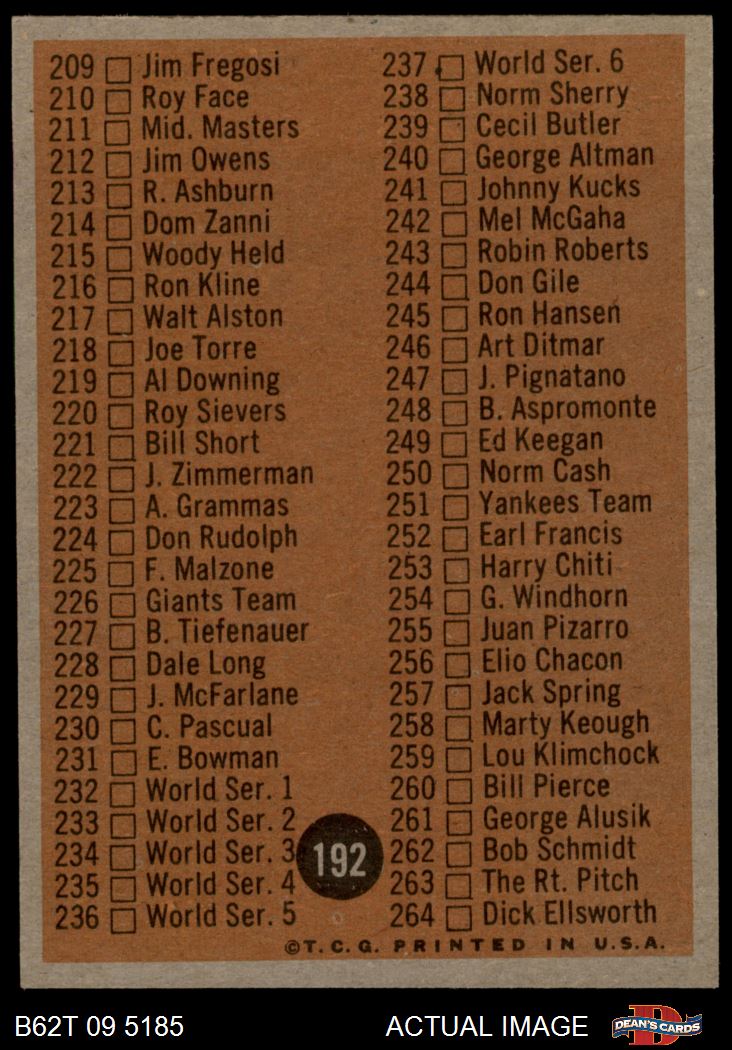 209 Jim Fregosi
210 Roy Face
211 Mid. Masters
212 Jim Owens
213 R. Ashburn
214 Dom Zanni
215 Woody Held
216 Ron Kline
217 Walt Alston
218 Joe Torre
219 Al Downing
220 Roy Sievers
221 Bill Short
222 J. Zimmerman
223 A. Grammas
224 Don Rudolph
225 F. Malzone
226 Giants Team
227 B. Tiefenauer
228 Dale Long
229 J. McFarlane
230 C. Pascual
231 E. Bowman
232 World Ser. 1
233 World Ser. 2
234 World Ser. 3
235 World Ser. 4
236 World Ser. 5
237 World Ser. 6
238 Norm Sherry
239 Cecil Butler
240 George Altman
241 Johnny Kucks
242 Mel McGaha
243 Robin Roberts
244 Don Gile
245 Ron Hansen
246 Art Ditmar
247 J. Pignatano
248 B. Aspromonte
249 Ed Keegan
250 Norm Cash
251 Yankees Team
252 Earl Francis
253 Harry Chiti
254 G. Windhorn
255 Juan Pizarro
256 Elio Chacon
257 Jack Spring
258 Marty Keough
259 Lou Klimchock
260 Bill Pierce
261 George Alusik
262 Bob Schmidt
263 The Rt. Pitch
264 Dick Ellsworth
192
©T.C.G. PRINTED IN U.S.A.
B62T 09 5185 ACTUAL IMAGE
D
DEAN'S CARDS